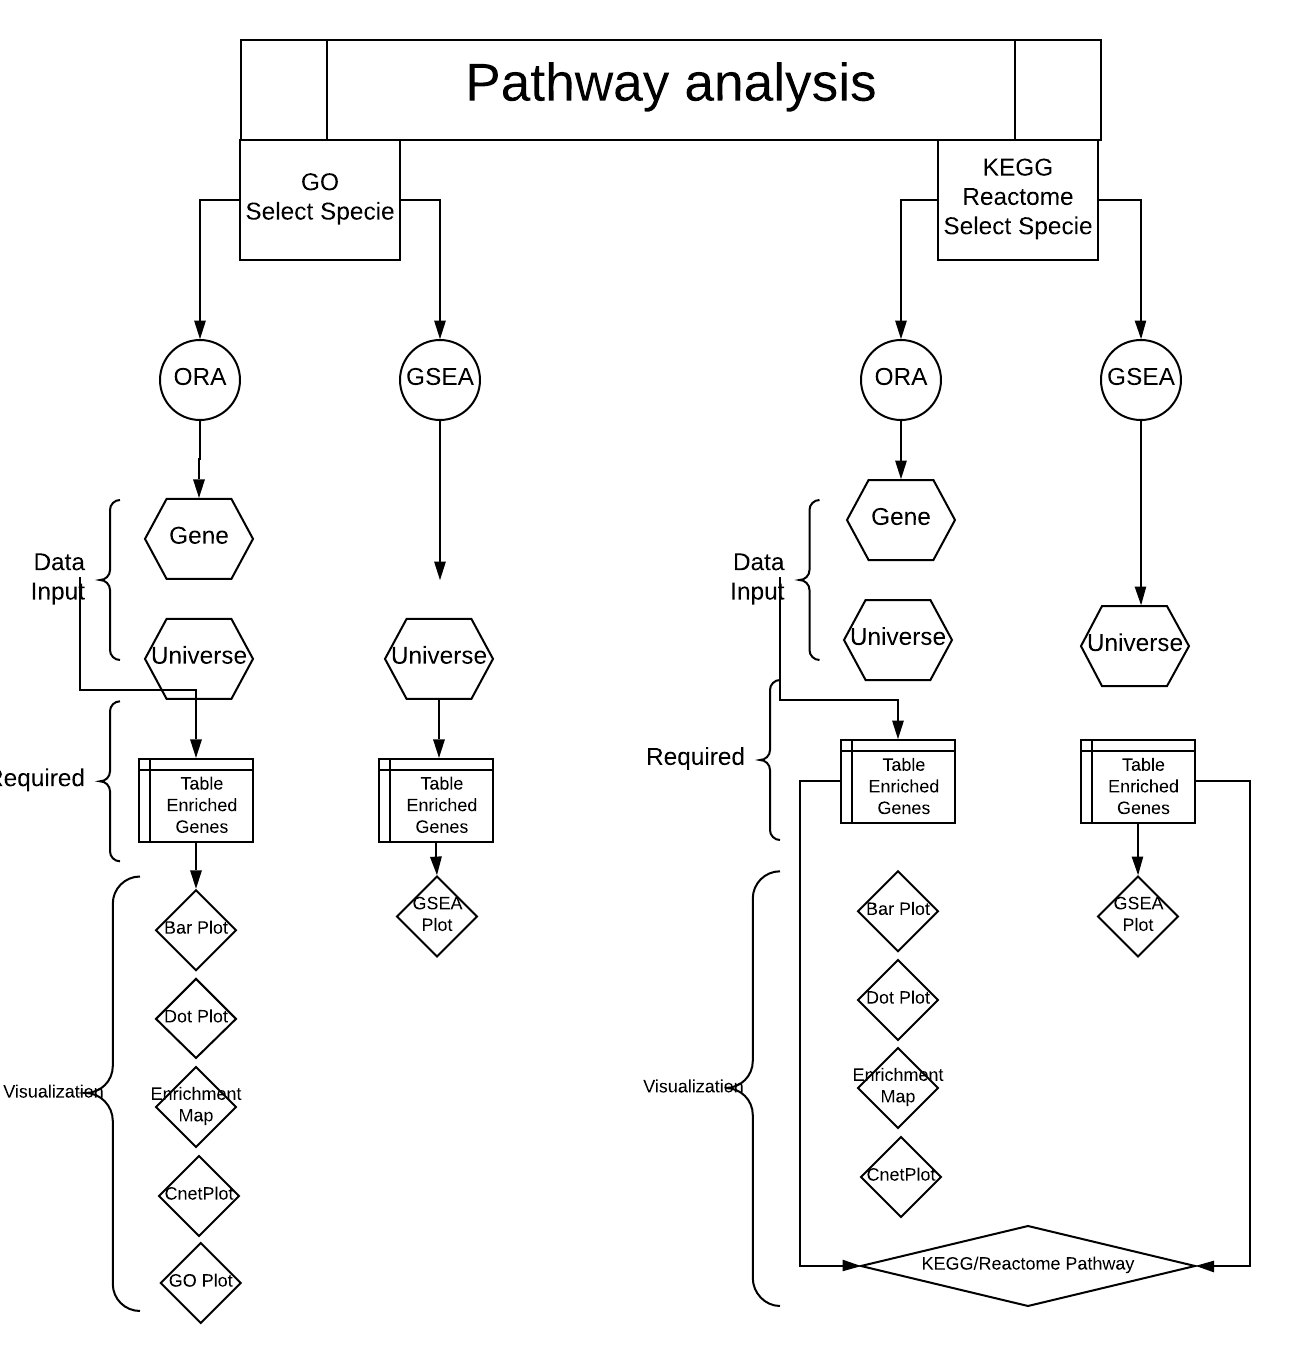 Pathway analysis
GO
Select Specie
KEGG
Reactome
Select Specie
ORA
GSEA
ORA
GSEA
Data
Input
Gene
Universe
Universe
Data
Input
Gene
Universe
Universe
Required
Table
Enriched
Genes
Table
Enriched
Genes
Required
Table
Enriched
Genes
Table
Enriched
Genes
Visualization
Bar Plot
Dot Plot
Enrichment
Map
CnetPlot
GO Plot
GSEA
Plot
Visualization
Bar Plot
Dot Plot
Enrichment
Map
CnetPlot
GSEA
Plot
KEGG/Reactome Pathway